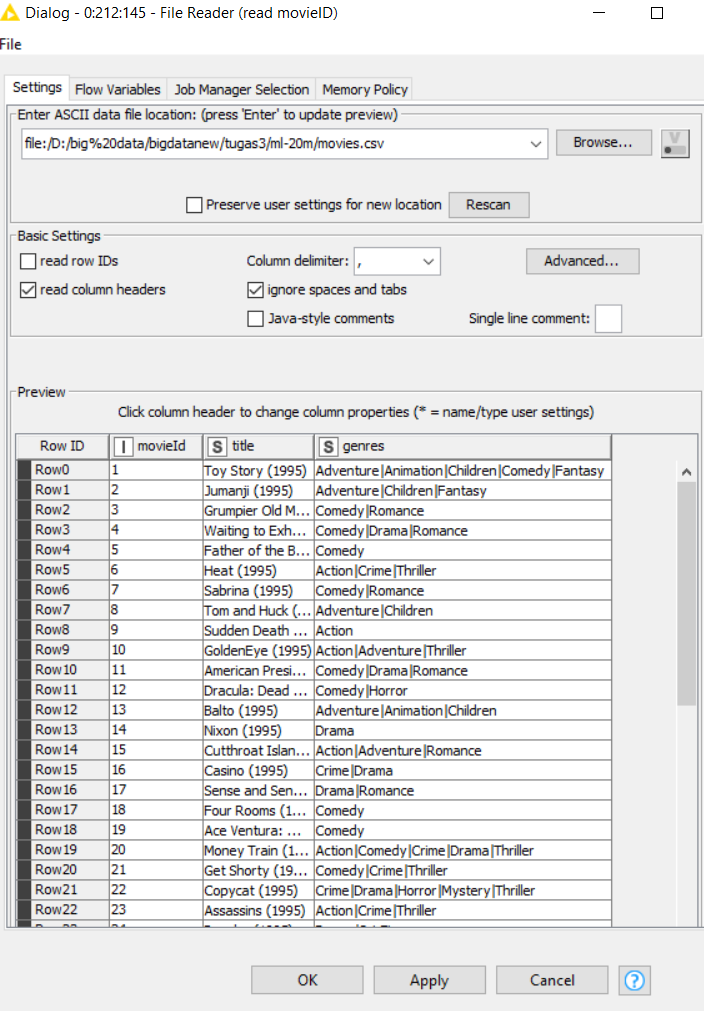 Dialog - 0:212:145 - File Reader (read movieID)
File
Settings Flow Variables Job Manager Selection Memory Policy
Enter ASCII data file location: (press 'Enter' to update preview)
file:/D:/big%20data/bigdatanew/tugas3/ml-20m/movies.csv Browse... V
Preserve user settings for new location Rescan
Basic Settings
read row IDs Column delimiter: , Advanced...
read column headers ignore spaces and tabs
Java-style comments Single line comment:
Preview
Click column header to change column properties (* = name/type user settings)
Row ID I movieId S title S genres
Row0 1 Toy Story (1995) Adventure|Animation|Children|Comedy|Fantasy
Row1 2 Jumanji (1995) Adventure|Children|Fantasy
Row2 3 Grumpier Old M... Comedy|Romance
Row3 4 Waiting to Exh... Comedy|Drama|Romance
Row4 5 Father of the B... Comedy
Row5 6 Heat (1995) Action|Crime|Thriller
Row6 7 Sabrina (1995) Comedy|Romance
Row7 8 Tom and Huck (... Adventure|Children
Row8 9 Sudden Death ... Action
Row9 10 GoldenEye (1995) Action|Adventure|Thriller
Row10 11 American Presi... Comedy|Drama|Romance
Row11 12 Dracula: Dead ... Comedy|Horror
Row12 13 Balto (1995) Adventure|Animation|Children
Row13 14 Nixon (1995) Drama
Row14 15 Cutthroat Islan... Action|Adventure|Romance
Row15 16 Casino (1995) Crime|Drama
Row16 17 Sense and Sen... Drama|Romance
Row17 18 Four Rooms (1... Comedy
Row18 19 Ace Ventura: ... Comedy
Row19 20 Money Train (1... Action|Comedy|Crime|Drama|Thriller
Row20 21 Get Shorty (19... Comedy|Crime|Thriller
Row21 22 Copycat (1995) Crime|Drama|Horror|Mystery|Thriller
Row22 23 Assassins (1995) Action|Crime|Thriller
OK Apply Cancel ?